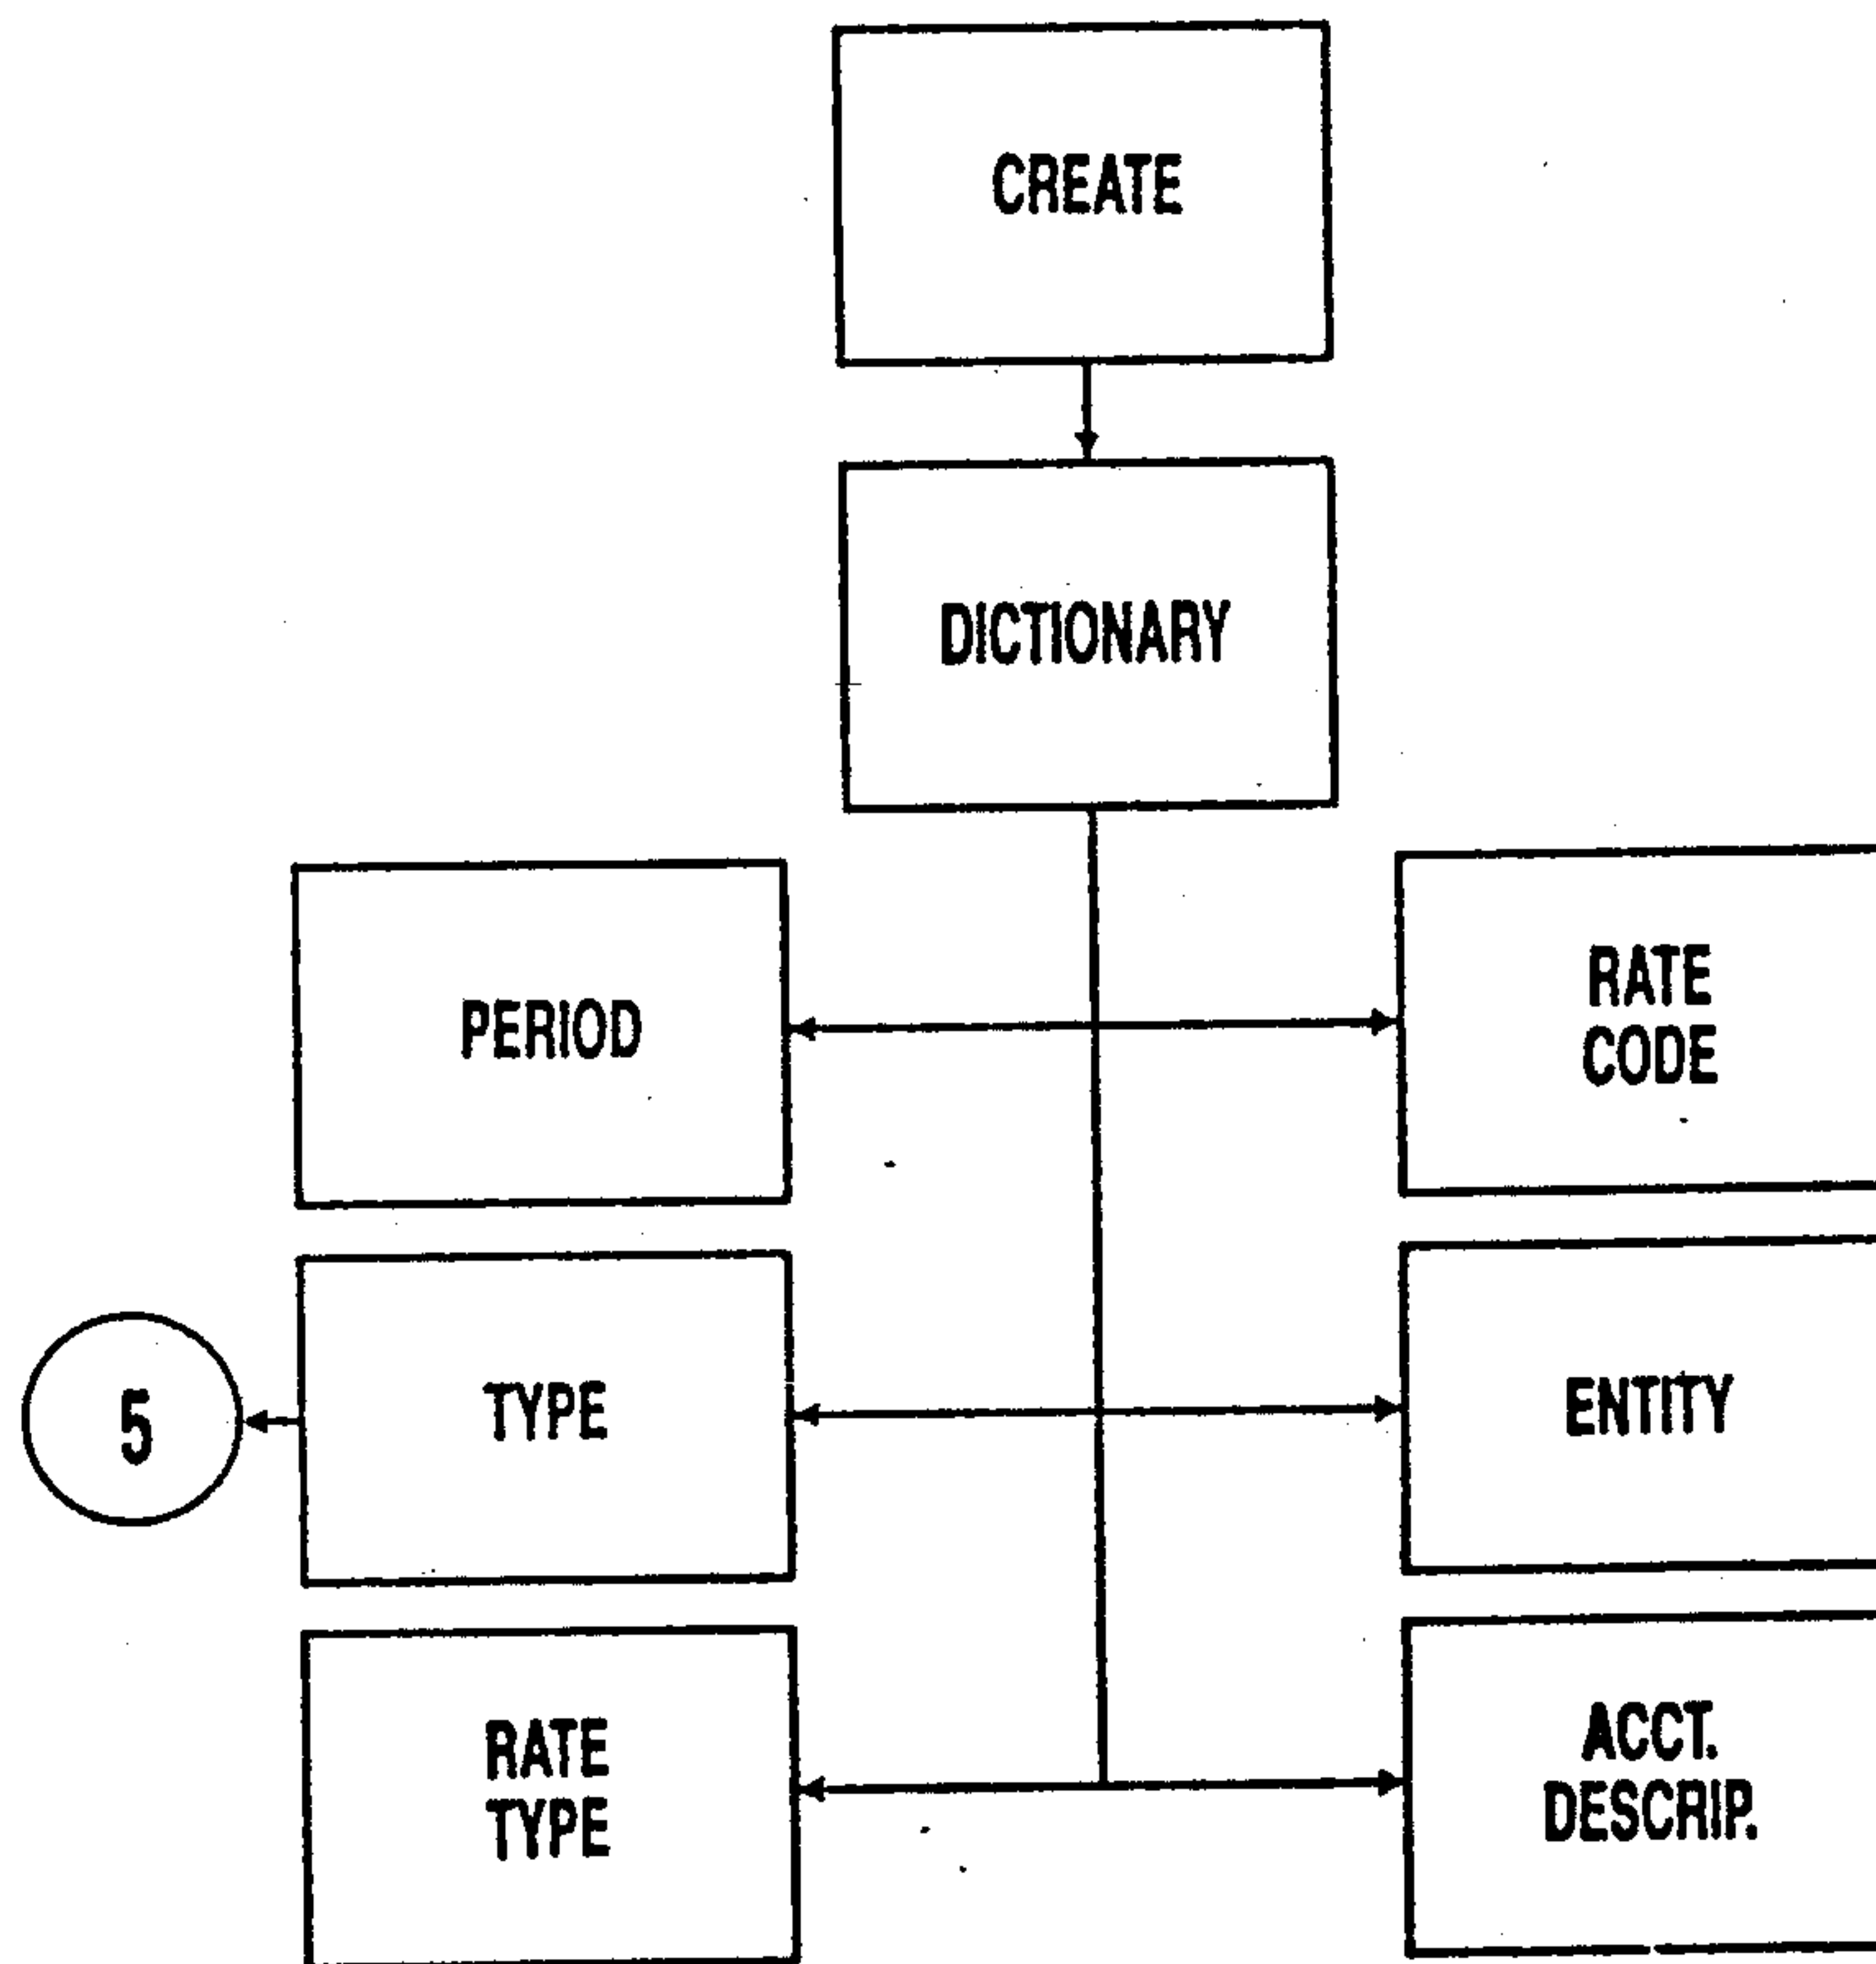 CREATE
DICTIONARY
PERIOD
RATE
CODE
5
TYPE
ENTITY
RATE
TYPE
ACCT.
DESCRIP.